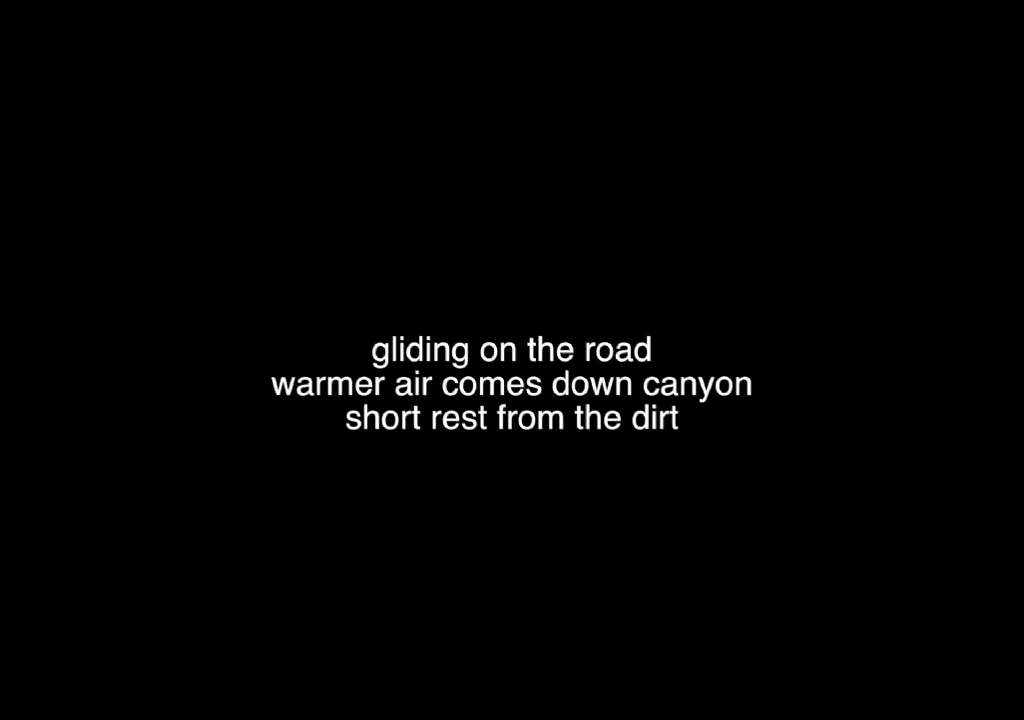 gliding on the road
warmer air comes down canyon
short rest from the dirt